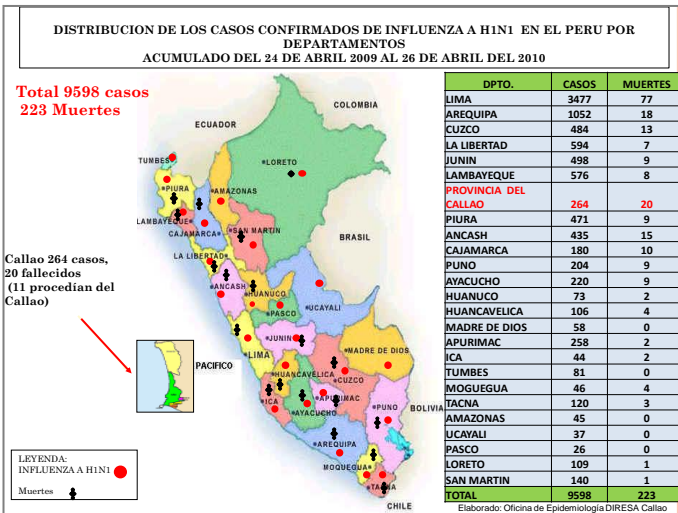 DISTRIBUCION DE LOS CASOS CONFIRMADOS DE INFLUENZA A H1N1 EN EL PERU POR
DEPARTAMENTOS
ACUMULADO DEL 24 DE ABRIL 2009 AL 26 DE ABRIL DEL 2010
Total 9598 casos
223 Muertes
COLOMBIA
ECUADOR
TUMBES
LORETO
PIURA
AMAZONAS
LAMBAYEQUE
CAJAMARCA
SAN MARTIN
BRASIL
LA LIBERTAD
ANCASH
HUANUCO
UCAYALI
PASCO
JUNIN
LIMA
MADRE DE DIOS
PACIFICO
HUANCAVELICA
CUZCO
ICA
APURIMAC
AYACUCHO
PUNO
BOLIVIA
AREQUIPA
MOQUEGUA
TACNA
CHILE
Callao 264 casos,
20 fallecidos
(11 procedían del
Callao)
LEYENDA:
INFLUENZA A H1N1
Muertes
DPTO. CASOS MUERTES
LIMA 3477 77
AREQUIPA 1052 18
CUZCO 484 13
LA LIBERTAD 594 7
JUNIN 498 9
LAMBAYEQUE 576 8
PROVINCIA DEL
CALLAO 264 20
PIURA 471 9
ANCASH 435 15
CAJAMARCA 180 10
PUNO 204 9
AYACUCHO 220 9
HUANUCO 73 2
HUANCAVELICA 106 4
MADRE DE DIOS 58 0
APURIMAC 258 2
ICA 44 2
TUMBES 81 0
MOGUEGUA 46 4
TACNA 120 3
AMAZONAS 45 0
UCAYALI 37 0
PASCO 26 0
LORETO 109 1
SAN MARTIN 140 1
TOTAL 9598 223
Elaborado: Oficina de Epidemiología DIRESA Callao